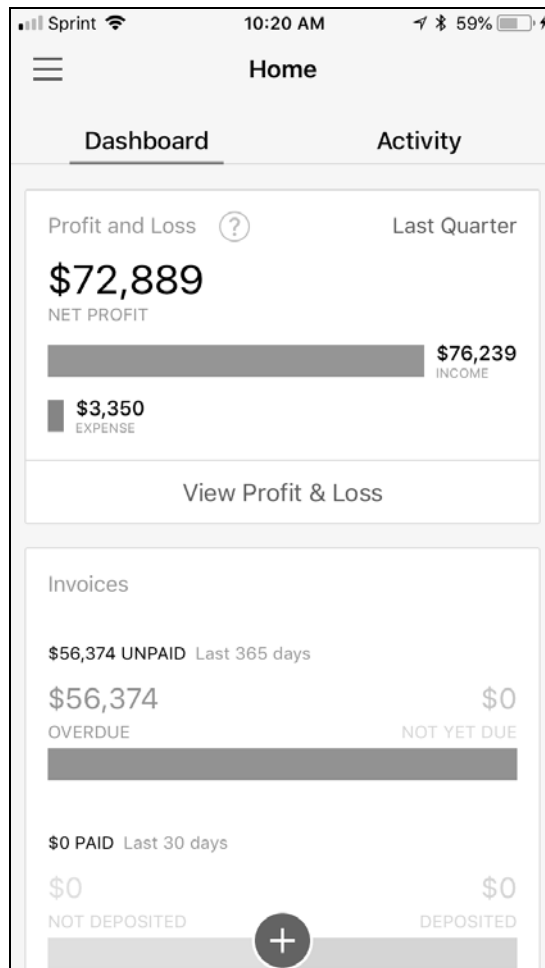 Sprint 10:20 AM 59%
Home
Dashboard Activity
Profit and Loss ? Last Quarter
$72,889
NET PROFIT
$76,239
INCOME
$3,350
EXPENSE
View Profit & Loss
Invoices
$56,374 UNPAID Last 365 days
$56,374 $0
OVERDUE NOT YET DUE
$0 PAID Last 30 days
$0 $0
NOT DEPOSITED DEPOSITED
+